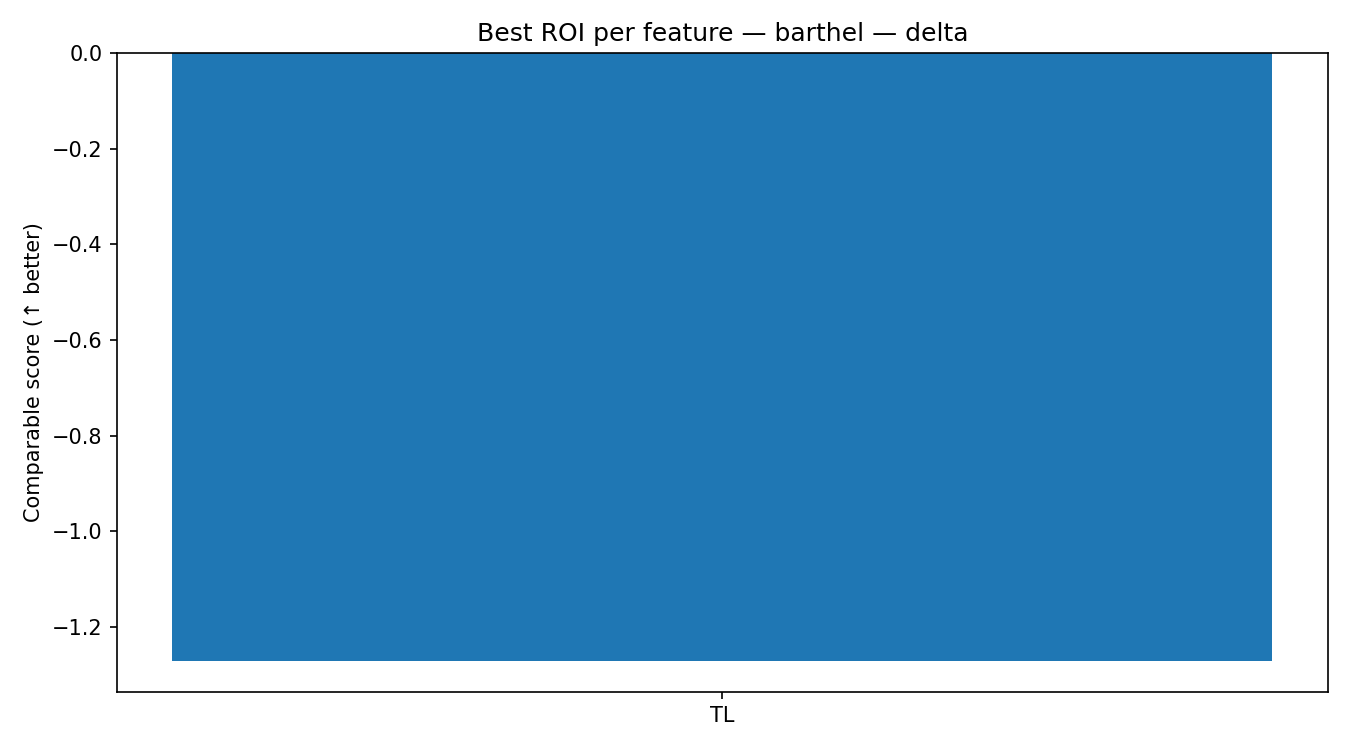 Best ROI per feature — barthel — delta
Comparable score (↑ better)
0.0
−0.2
−0.4
−0.6
−0.8
−1.0
−1.2
TL